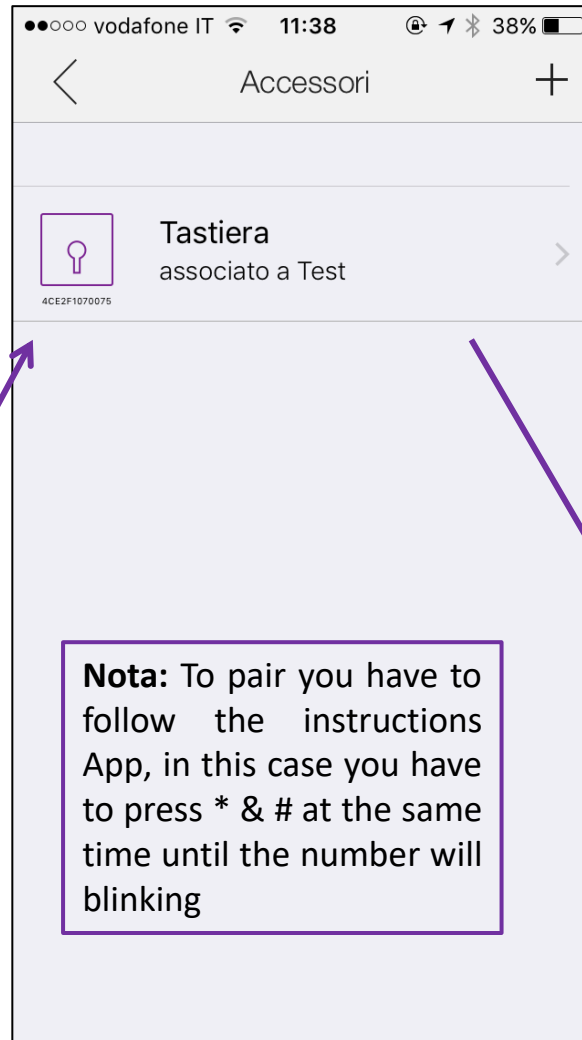 vodafone IT 11:38 38%
Accessori
Tastiera
associato a Test
4CE2F1070075
Nota: To pair you have to
follow the instructions
App, in this case you have
to press * & # at the same
time until the number will
blinking